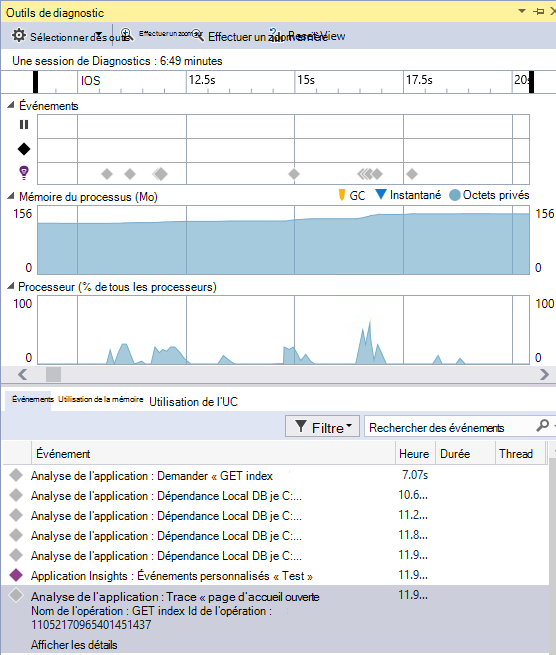 Outils de diagnostic
Sélectionner des outils
Effectuer un zoom
Effectuer un zoom arrière
Reset View
Une session de Diagnostics : 6:49 minutes
IOS 12.5s 15s 17.5s 20s
Événements
Mémoire du processus (Mo) GC Instantané Octets privés
156 156
0 0
Processeur (% de tous les processeurs)
100 100
0 0
Événements Utilisation de la mémoire Utilisation de l'UC
Filtre Rechercher des événements
Événement Heure Durée Thread
Analyse de l'application : Demander « GET index 7.07s
Analyse de l'application : Dépendance Local DB je C:... 10.6...
Analyse de l'application : Dépendance Local DB je C:... 11.2...
Analyse de l'application : Dépendance Local DB je C:... 11.8...
Analyse de l'application : Dépendance Local DB je C:... 11.9...
Application Insights : Événements personnalisés « Test » 11.9...
Analyse de l'application : Trace « page d'accueil ouverte 11.9...
Nom de l'opération : GET index Id de l'opération :
11052170965401451437
Afficher les détails